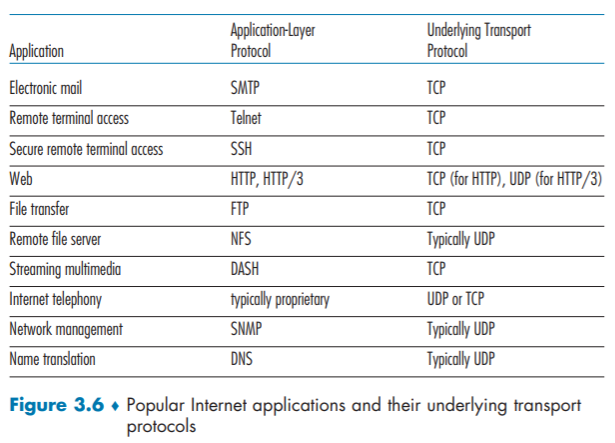 Application Application-Layer Protocol Underlying Transport Protocol
Electronic mail SMTP TCP
Remote terminal access Telnet TCP
Secure remote terminal access SSH TCP
Web HTTP, HTTP/3 TCP (for HTTP), UDP (for HTTP/3)
File transfer FTP TCP
Remote file server NFS Typically UDP
Streaming multimedia DASH TCP
Internet telephony typically proprietary UDP or TCP
Network management SNMP Typically UDP
Name translation DNS Typically UDP
Figure 3.6 ♦ Popular Internet applications and their underlying transport
protocols